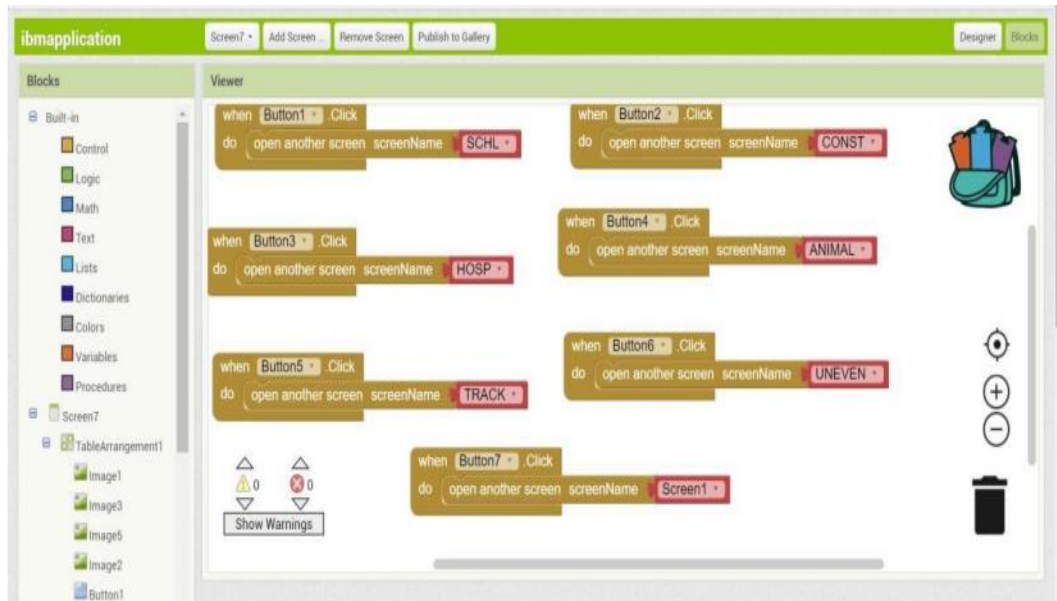 ibmapplication
Screen7 Add Screen ... Remove Screen Publish to Gallery Designer Blocks
Blocks
Viewer
Built-in
Control
Logic
Math
Text
Lists
Dictionaries
Colors
Variables
Procedures
Screen7
TableArrangement1
Image1
Image3
Image5
Image2
Button1
when Button1 .Click
do open another screen screenName SCHL
when Button2 .Click
do open another screen screenName CONST
when Button3 .Click
do open another screen screenName HOSP
when Button4 .Click
do open another screen screenName ANIMAL
when Button5 .Click
do open another screen screenName TRACK
when Button6 .Click
do open another screen screenName UNEVEN
when Button7 .Click
do open another screen screenName Screen1
0 0
Show Warnings